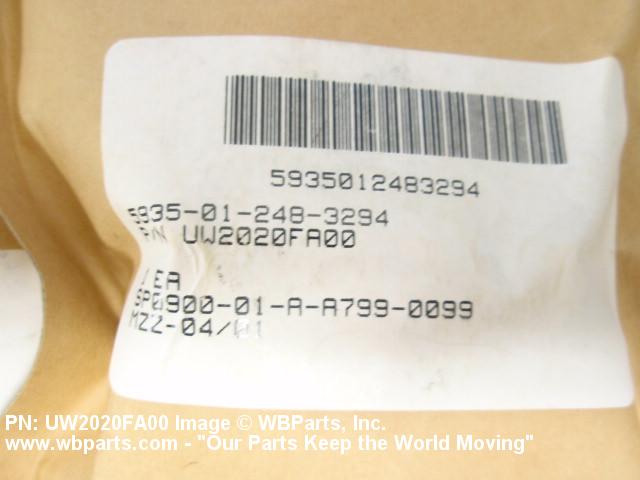 5935012483294
5935-01-248-3294
P/N UW2020FA00
1 EA
SP0900-01-A-A799-0099
MZ2-04/01
PN: UW2020FA00 Image © WBParts, Inc.
www.wbparts.com - "Our Parts Keep the World Moving"